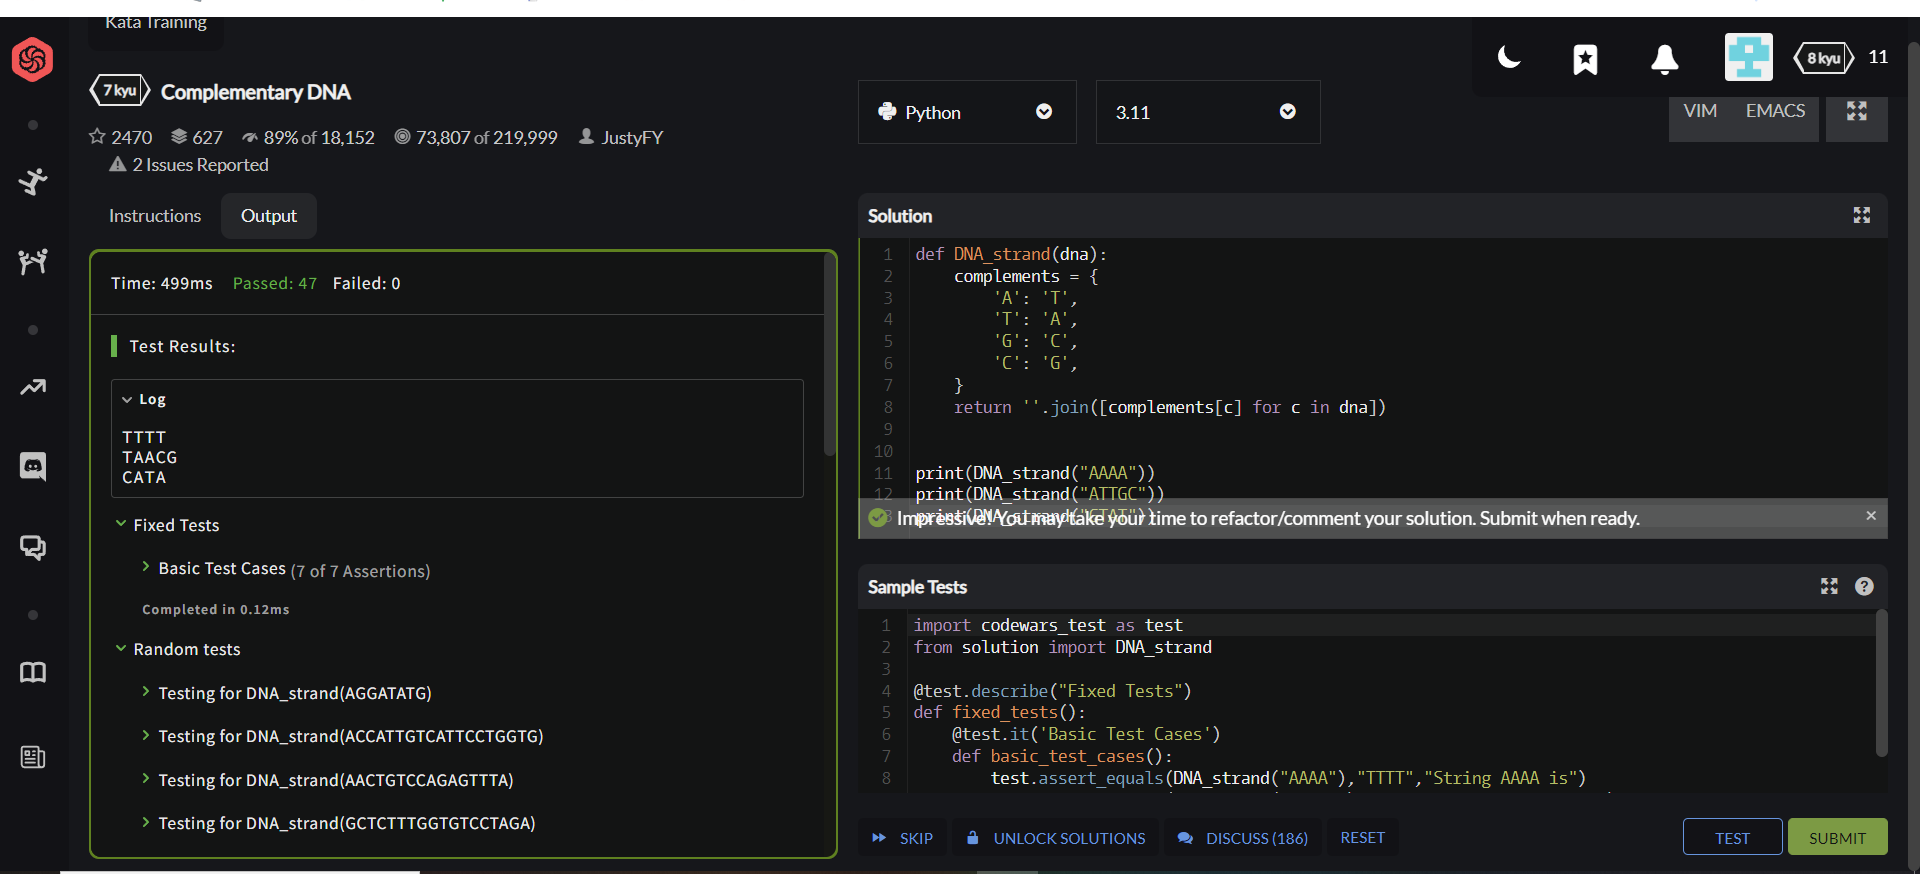 Kata Training
7 kyu Complementary DNA
2470 627 89% of 18,152 73,807 of 219,999 JustyFY
2 Issues Reported
Python
3.11
8 kyu 11
VIM EMACS
Instructions Output
Time: 499ms Passed: 47 Failed: 0
Test Results:
Log
TTTT
TAACG
CATA
Fixed Tests
Basic Test Cases (7 of 7 Assertions)
Completed in 0.12ms
Random tests
Testing for DNA_strand(AGGATATG)
Testing for DNA_strand(ACCATTGTCATTCCTGGTG)
Testing for DNA_strand(AACTGTCCAGAGTTTA)
Testing for DNA_strand(GCTCTTTGGTGTCCTAGA)
Solution
1 def DNA_strand(dna):
2 complements = {
3 'A': 'T',
4 'T': 'A',
5 'G': 'C',
6 'C': 'G',
7 }
8 return ''.join([complements[c] for c in dna])
9
10
11 print(DNA_strand("AAAA"))
12 print(DNA_strand("ATTGC"))
Impressive! You may take your time to refactor/comment your solution. Submit when ready. ×
Sample Tests ?
1 import codewars_test as test
2 from solution import DNA_strand
3
4 @test.describe("Fixed Tests")
5 def fixed_tests():
6 @test.it('Basic Test Cases')
7 def basic_test_cases():
8 test.assert_equals(DNA_strand("AAAA"),"TTTT","String AAAA is")
SKIP UNLOCK SOLUTIONS DISCUSS (186) RESET TEST SUBMIT